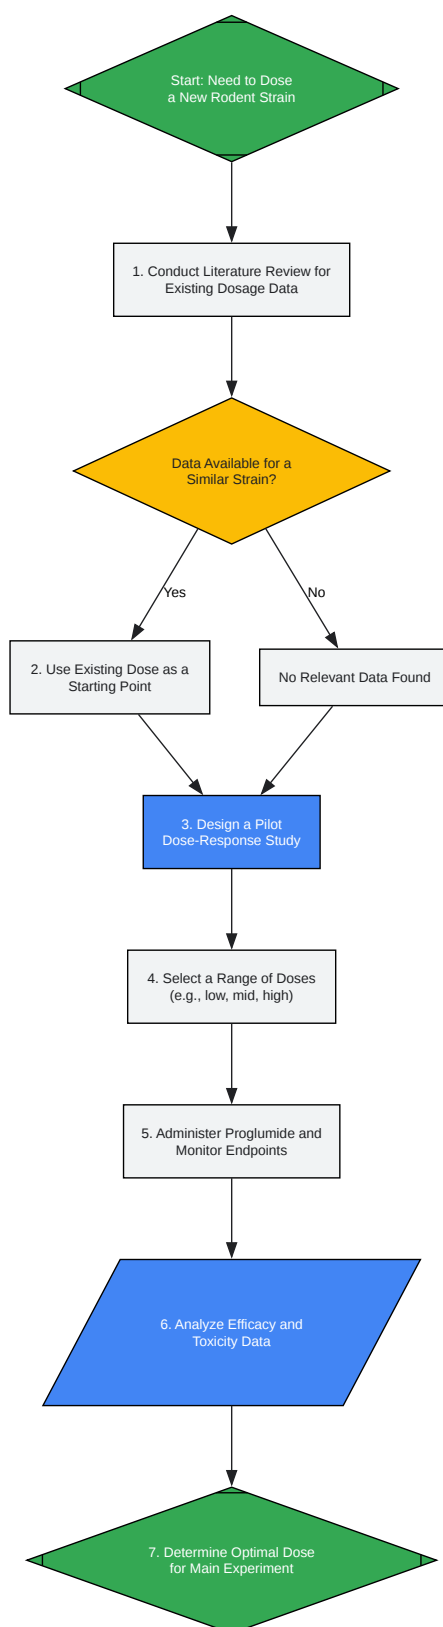 Start: Need to Dose
a New Rodent Strain
1. Conduct Literature Review for
Existing Dosage Data
Data Available for a
Similar Strain?
Yes
No
2. Use Existing Dose as a
Starting Point
No Relevant Data Found
3. Design a Pilot
Dose-Response Study
4. Select a Range of Doses
(e.g., low, mid, high)
5. Administer Proglumide and
Monitor Endpoints
6. Analyze Efficacy and
Toxicity Data
7. Determine Optimal Dose
for Main Experiment